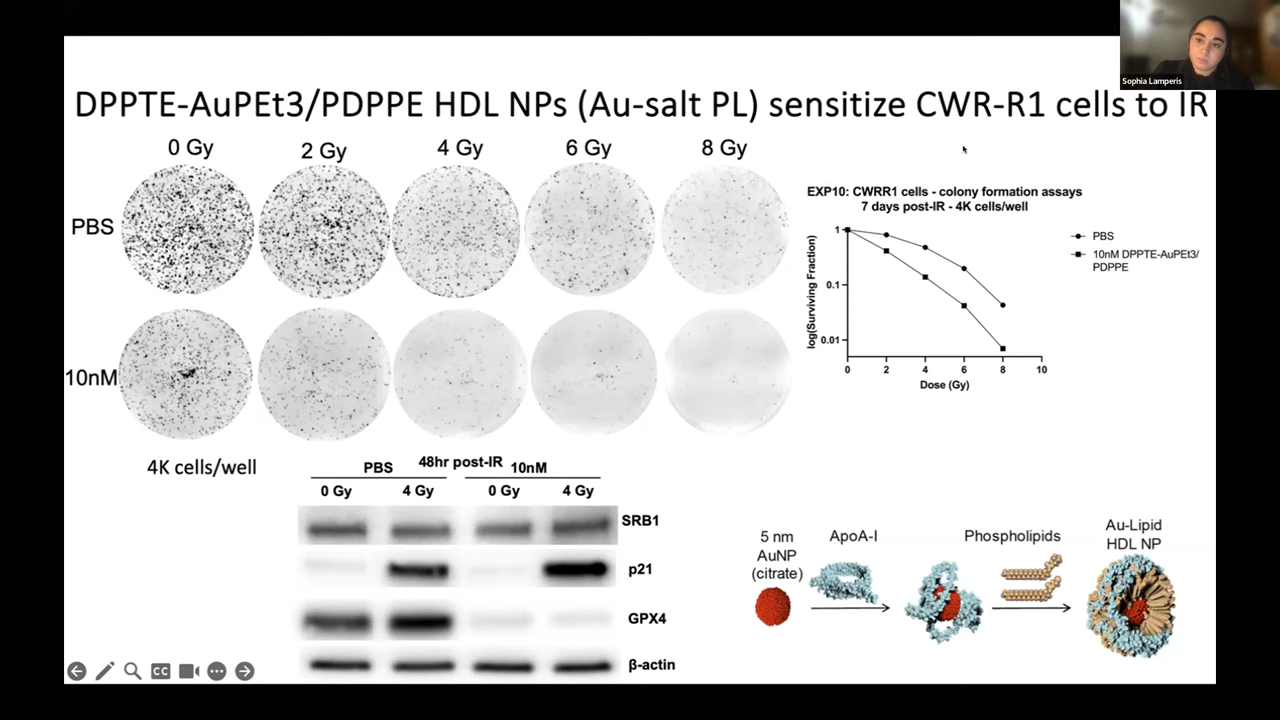 Sophia Lamperis
DPPTE-AuPEt3/PDPPE HDL NPs (Au-salt PL) sensitize CWR-R1 cells to IR
0 Gy 2 Gy 4 Gy 6 Gy 8 Gy
PBS
10nM
4K cells/well
EXP10: CWRR1 cells - colony formation assays
7 days post-IR - 4K cells/well
log(Surviving Fraction)
1
0.1
0.01
0 2 4 6 8 10
Dose (Gy)
PBS
10nM DPPTE-AuPEt3/
PDPPE
48hr post-IR
PBS 10nM
0 Gy 4 Gy 0 Gy 4 Gy
SRB1
p21
GPX4
β-actin
5 nm
AuNP
(citrate)
ApoA-I
Phospholipids
Au-Lipid
HDL NP
CC